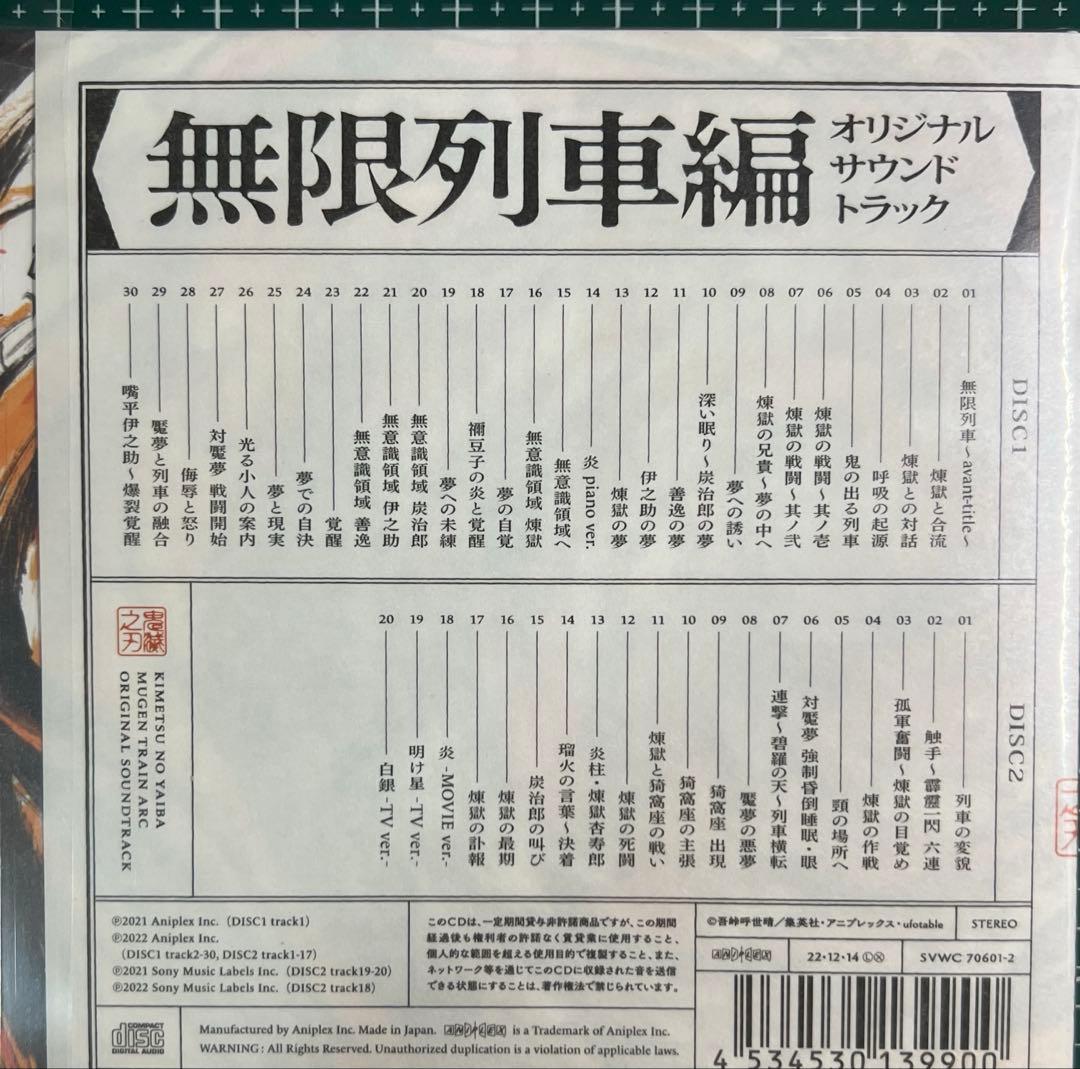 無限列車編
オリジナル
サウンド
トラック
DISC1
01 無限列車～avant-title～
02 煉獄と合流
03 煉獄との対話
04 呼吸の起源
05 鬼の出る列車
06 煉獄の戦闘～其ノ壱
07 煉獄の戦闘～其ノ弐
08 煉獄の兄貴～夢の中へ
09 夢への誘い
10 深い眠り～炭治郎の夢
11 善逸の夢
12 伊之助の夢
13 煉獄の夢
14 炎 piano ver.
15 無意識領域へ
16 無意識領域 煉獄
17 夢の自覚
18 禰豆子の炎と覚醒
19 夢への未練
20 無意識領域 炭治郎
21 無意識領域 伊之助
22 無意識領域 善逸
23 覚醒
24 夢での自決
25 夢と現実
26 光る小人の案内
27 対魘夢 戦闘開始
28 侮辱と怒り
29 魘夢と列車の融合
30 嘴平伊之助～爆裂覚醒
DISC2
01 列車の変貌
02 触手～霹靂一閃 六連
03 孤軍奮闘～煉獄の目覚め
04 煉獄の作戦
05 頸の場所へ
06 対魘夢 強制昏倒睡眠・眼
07 連撃～碧羅の天～列車横転
08 魘夢の悪夢
09 猗窩座 出現
10 猗窩座の主張
11 煉獄と猗窩座の戦い
12 煉獄の死闘
13 炎柱・煉獄杏寿郎
14 瑠火の言葉～決着
15 炭治郎の叫び
16 煉獄の最期
17 煉獄の訃報
18 炎 -MOVIE ver.-
19 明け星 -TV ver.-
20 白銀 -TV ver.-
鬼滅
之刃
KIMETSU NO YAIBA
MUGEN TRAIN ARC
ORIGINAL SOUNDTRACK
℗2021 Aniplex Inc.（DISC1 track1）
℗2022 Aniplex Inc.
（DISC1 track2-30, DISC2 track1-17）
℗2021 Sony Music Labels Inc.（DISC2 track19-20）
℗2022 Sony Music Labels Inc.（DISC2 track18）
このCDは、一定期間貸与非許諾商品ですが、この期間
経過後も権利者の許諾なく賃貸業に使用すること、
個人的な範囲を超える使用目的で複製すること、また、
ネットワーク等を通じてこのCDに収録された音を送信
できる状態にすることは、著作権法で禁じられています。
©吾峠呼世晴／集英社・アニプレックス・ufotable
STEREO
ANIPLEX
22・12・14 ⓁⓍ
SVWC 70601-2
COMPACT
disc
DIGITAL AUDIO
Manufactured by Aniplex Inc. Made in Japan. ANIPLEX is a Trademark of Aniplex Inc.
WARNING : All Rights Reserved. Unauthorized duplication is a violation of applicable laws.
4 534530 139900